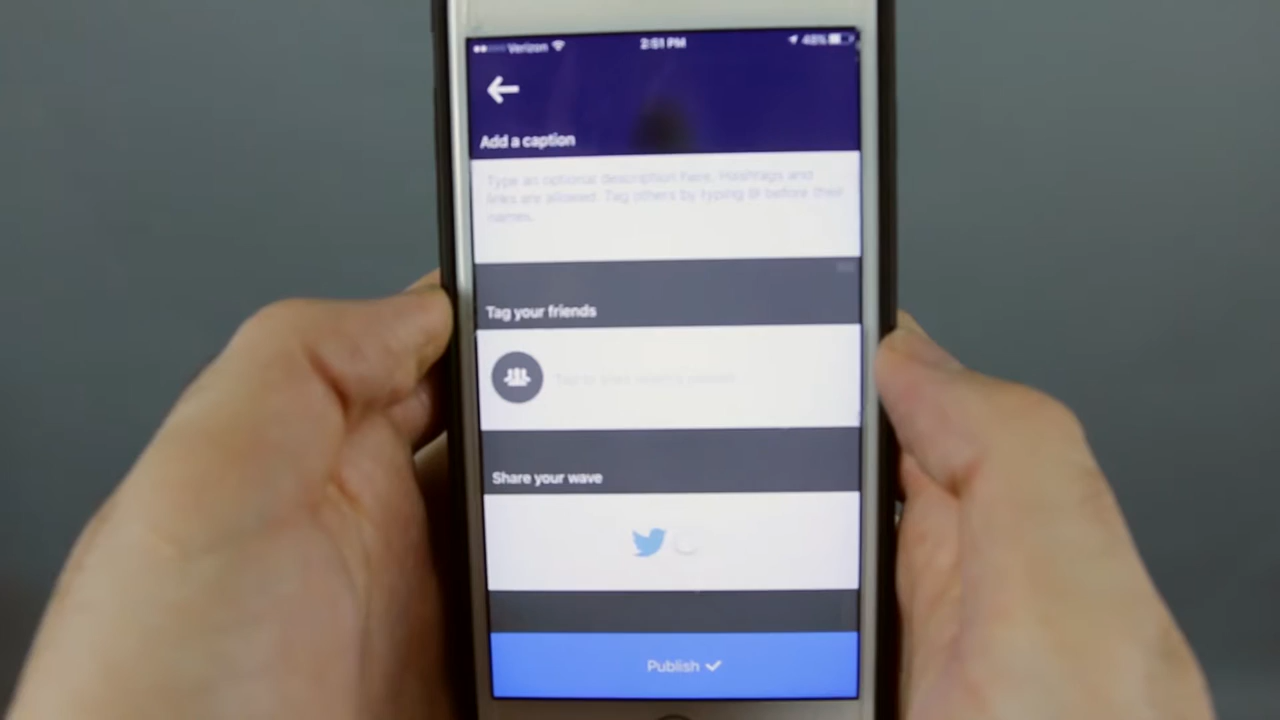 Verizon 2:51 PM 48%
Add a caption
Type an optional description here. Hashtags and
links are allowed. Tag others by typing @ before their
names.
Tag your friends
Share your wave
Publish